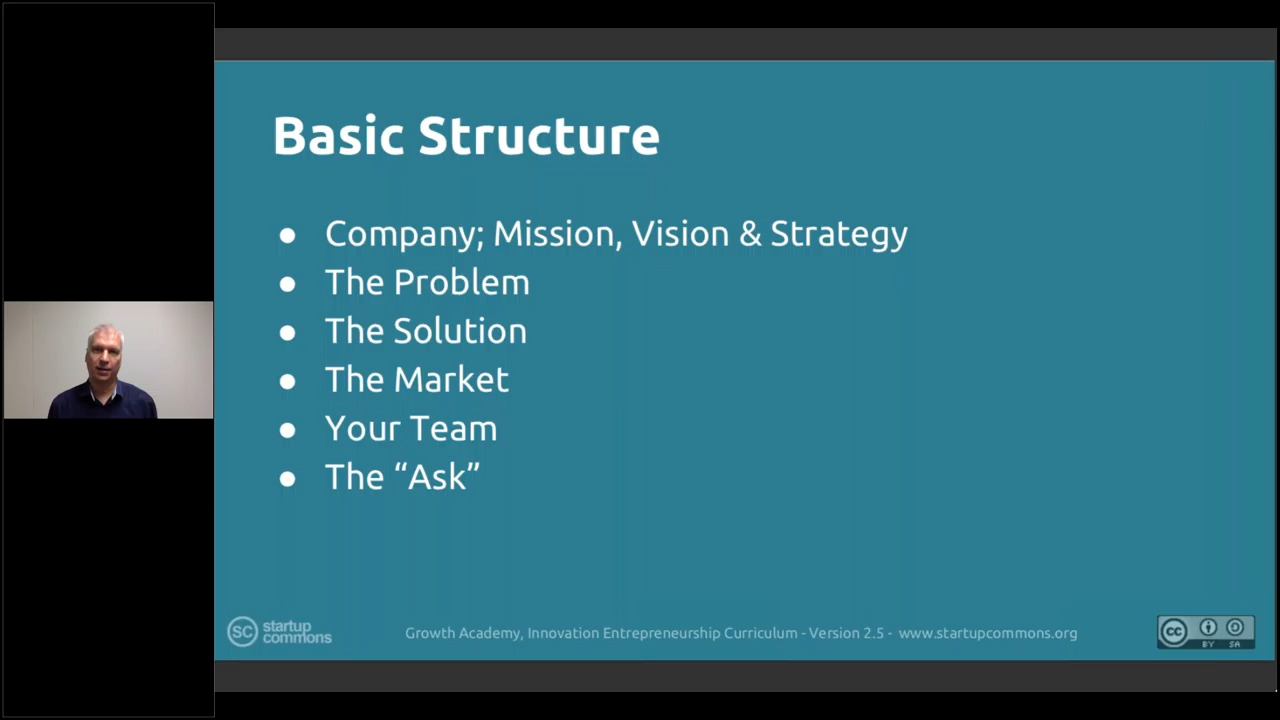 Basic Structure
● Company; Mission, Vision & Strategy
● The Problem
● The Solution
● The Market
● Your Team
● The “Ask”
SC startup
commons
Growth Academy, Innovation Entrepreneurship Curriculum - Version 2.5 - www.startupcommons.org
cc
BY SA